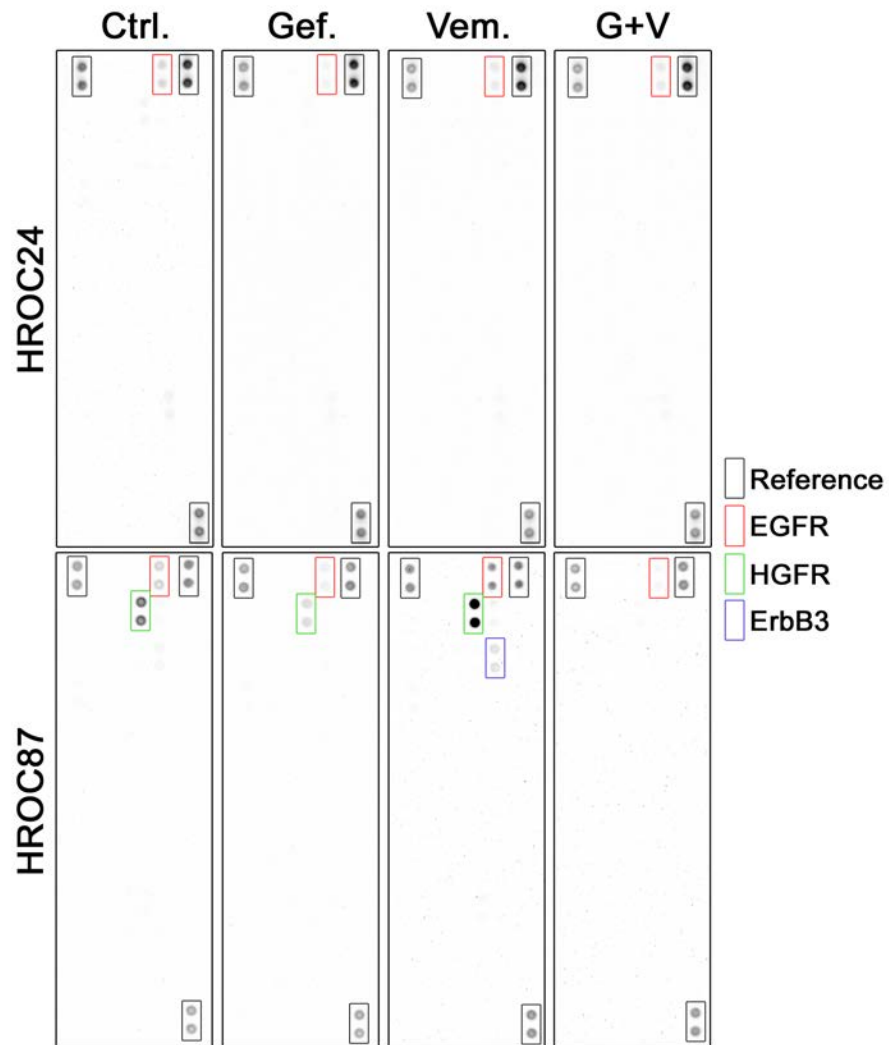 Ctrl. Gef. Vem. G+V
HROC24
Reference
EGFR
HGFR
ErbB3
HROC87